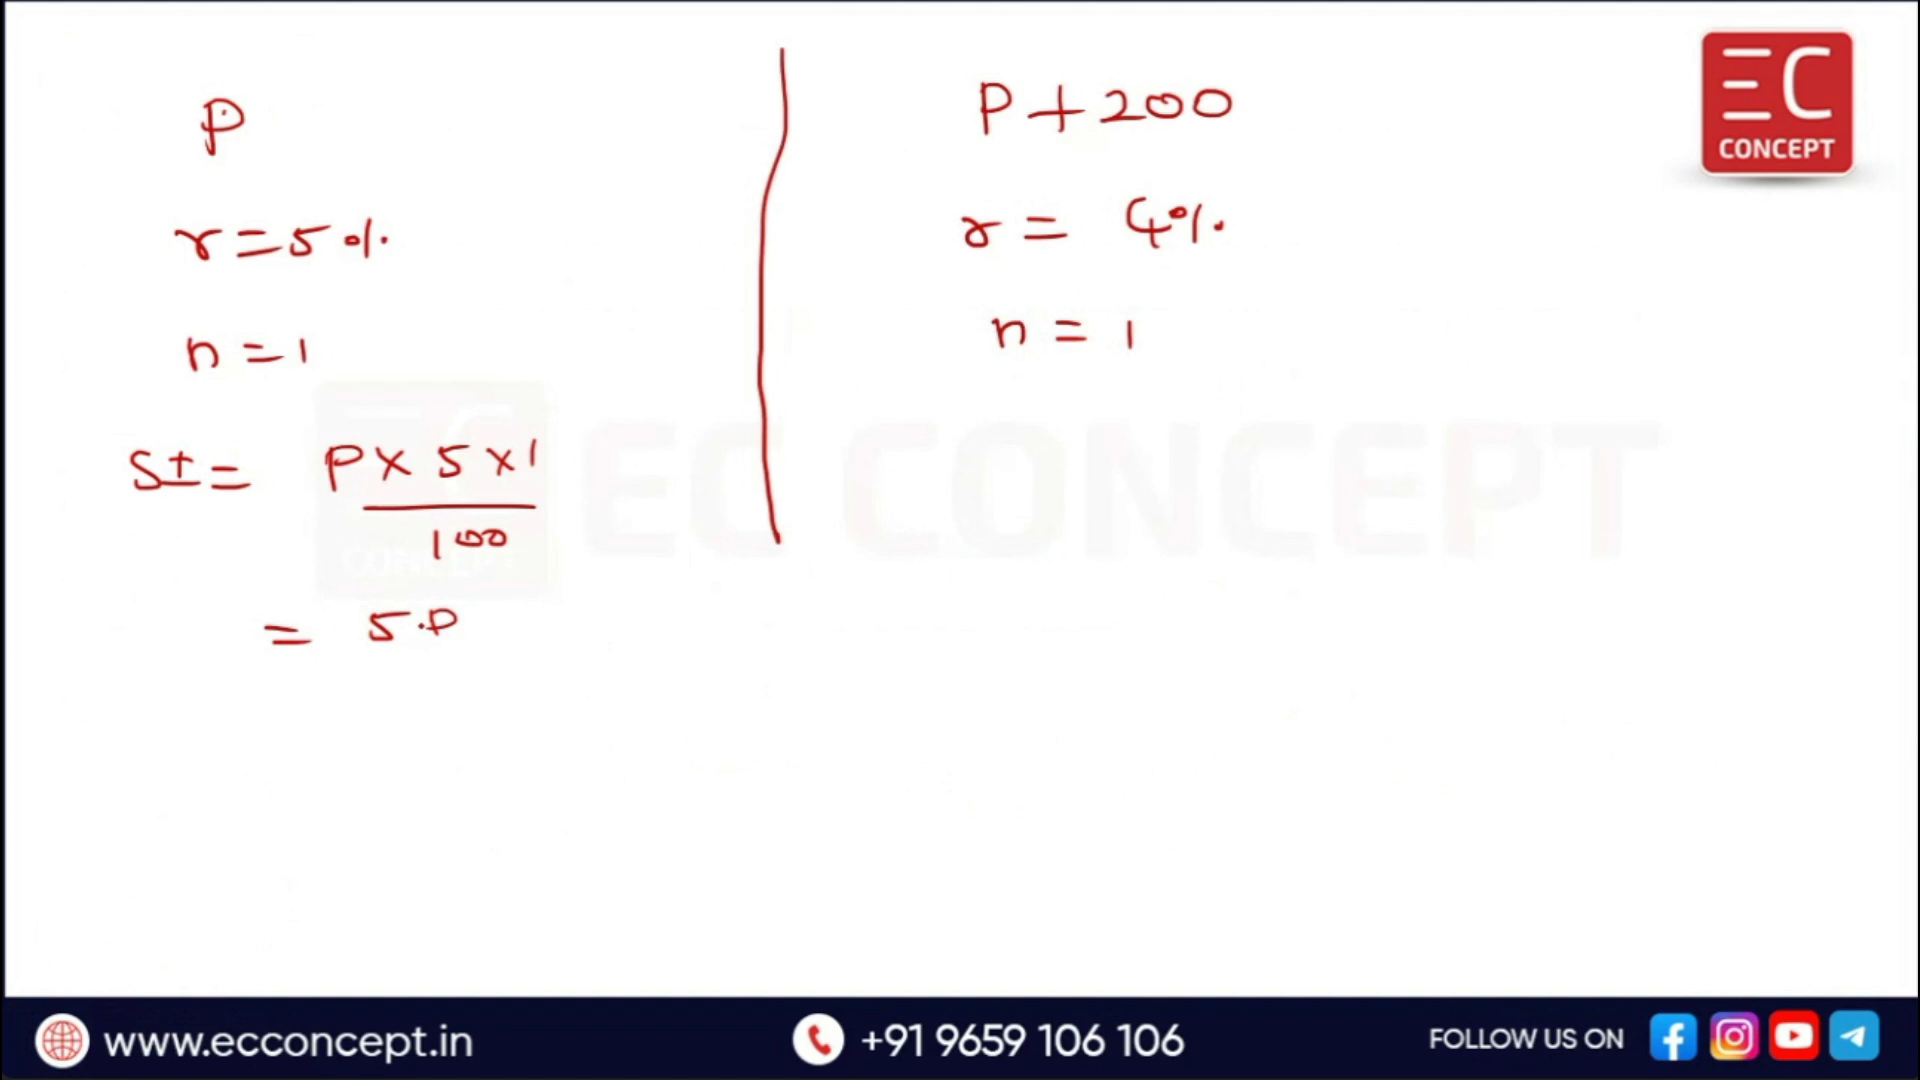 P
r = 5%
n = 1
SI = P × 5 × 1
100
= 5.P
P + 200
r = 4%
n = 1
EC
CONCEPT
EC CONCEPT
CONCEPT
www.ecconcept.in
+91 9659 106 106
FOLLOW US ON